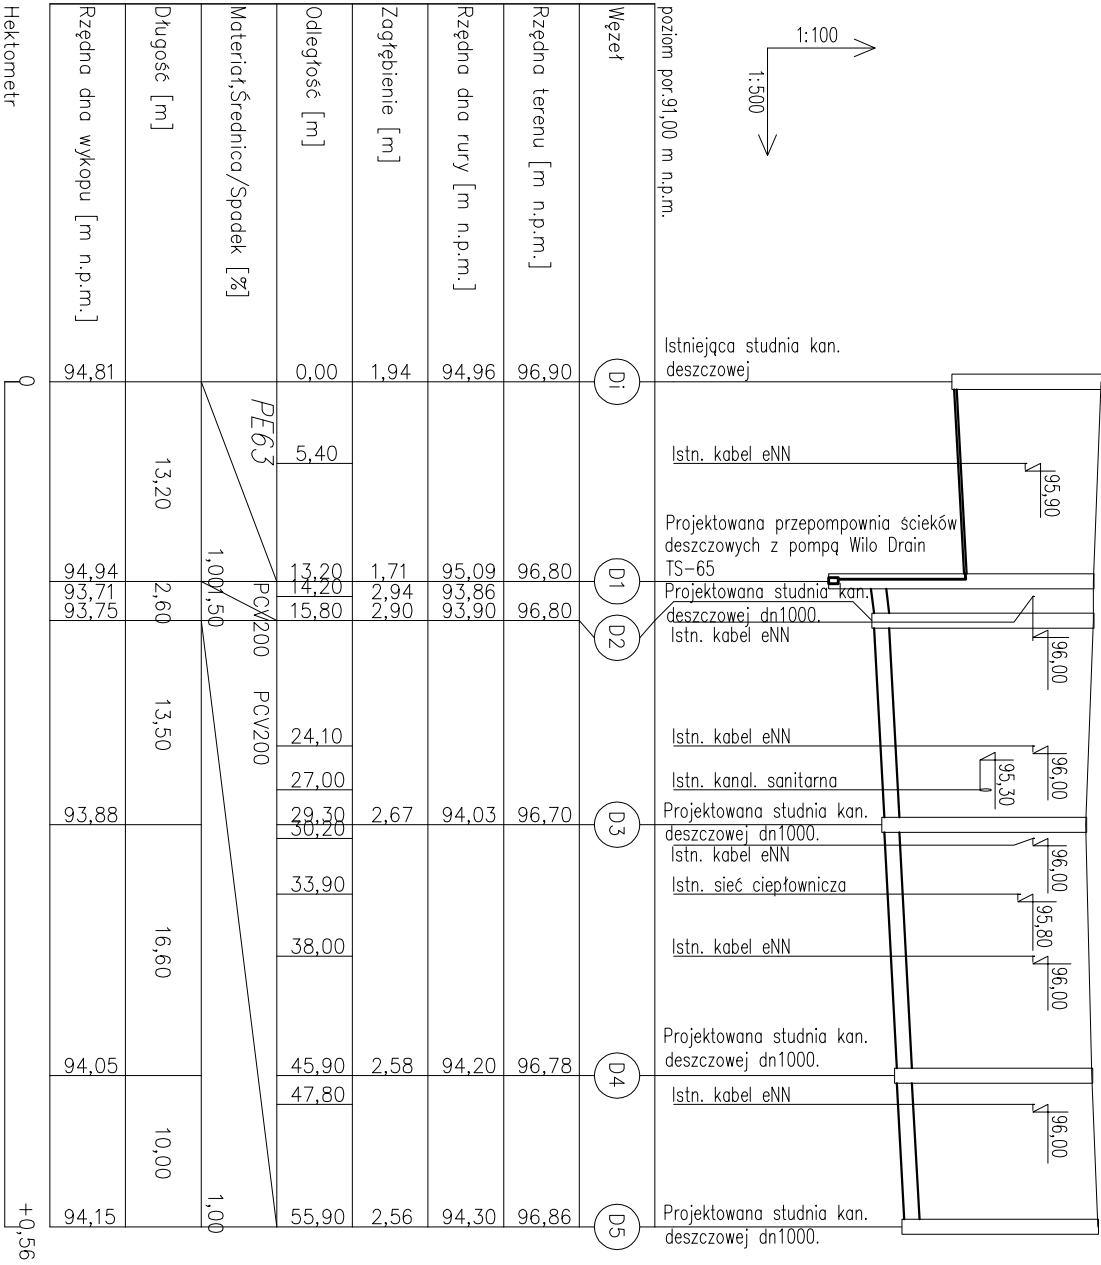 1:100
1:500
poziom por.91,00 m n.p.m.
Węzeł
Rzędna terenu [m n.p.m.]
Rzędna dna rury [m n.p.m.]
Zagłębienie [m]
Odległość [m]
Materiał,Średnica/Spadek [%]
Długość [m]
Rzędna dna wykopu [m n.p.m.]
Hektometr
Istniejąca studnia kan.
deszczowej
Di
96,90
94,96
1,94
0,00
94,81
0
Istn. kabel eNN
95,90
5,40
PE63
13,20
1,00
Projektowana przepompownia ścieków
deszczowych z pompą Wilo Drain
TS-65
D1
96,80
95,09
1,71
13,20
94,94
93,86
2,94
14,20
93,71
Projektowana studnia kan.
deszczowej dn1000.
D2
96,80
93,90
2,90
15,80
93,75
1,50
PCV200
2,60
Istn. kabel eNN
96,00
PCV200
13,50
Istn. kabel eNN
96,00
24,10
Istn. kanal. sanitarna
95,30
27,00
Projektowana studnia kan.
deszczowej dn1000.
D3
96,70
94,03
2,67
29,30
93,88
Istn. kabel eNN
96,00
30,20
Istn. sieć ciepłownicza
95,80
33,90
16,60
Istn. kabel eNN
96,00
38,00
Projektowana studnia kan.
deszczowej dn1000.
D4
96,78
94,20
2,58
45,90
94,05
Istn. kabel eNN
96,00
47,80
10,00
1,00
Projektowana studnia kan.
deszczowej dn1000.
D5
96,86
94,30
2,56
55,90
94,15
+0,56